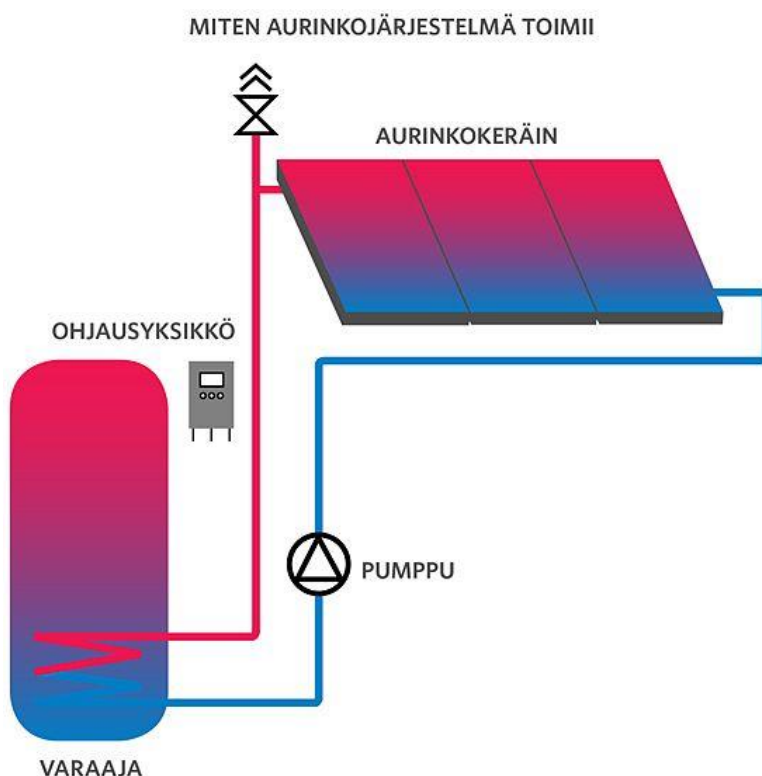 MITEN AURINKOJÄRJESTELMÄ TOIMII
AURINKOKERÄIN
OHJAUSYKSIKKÖ
PUMPPU
VARAAJA